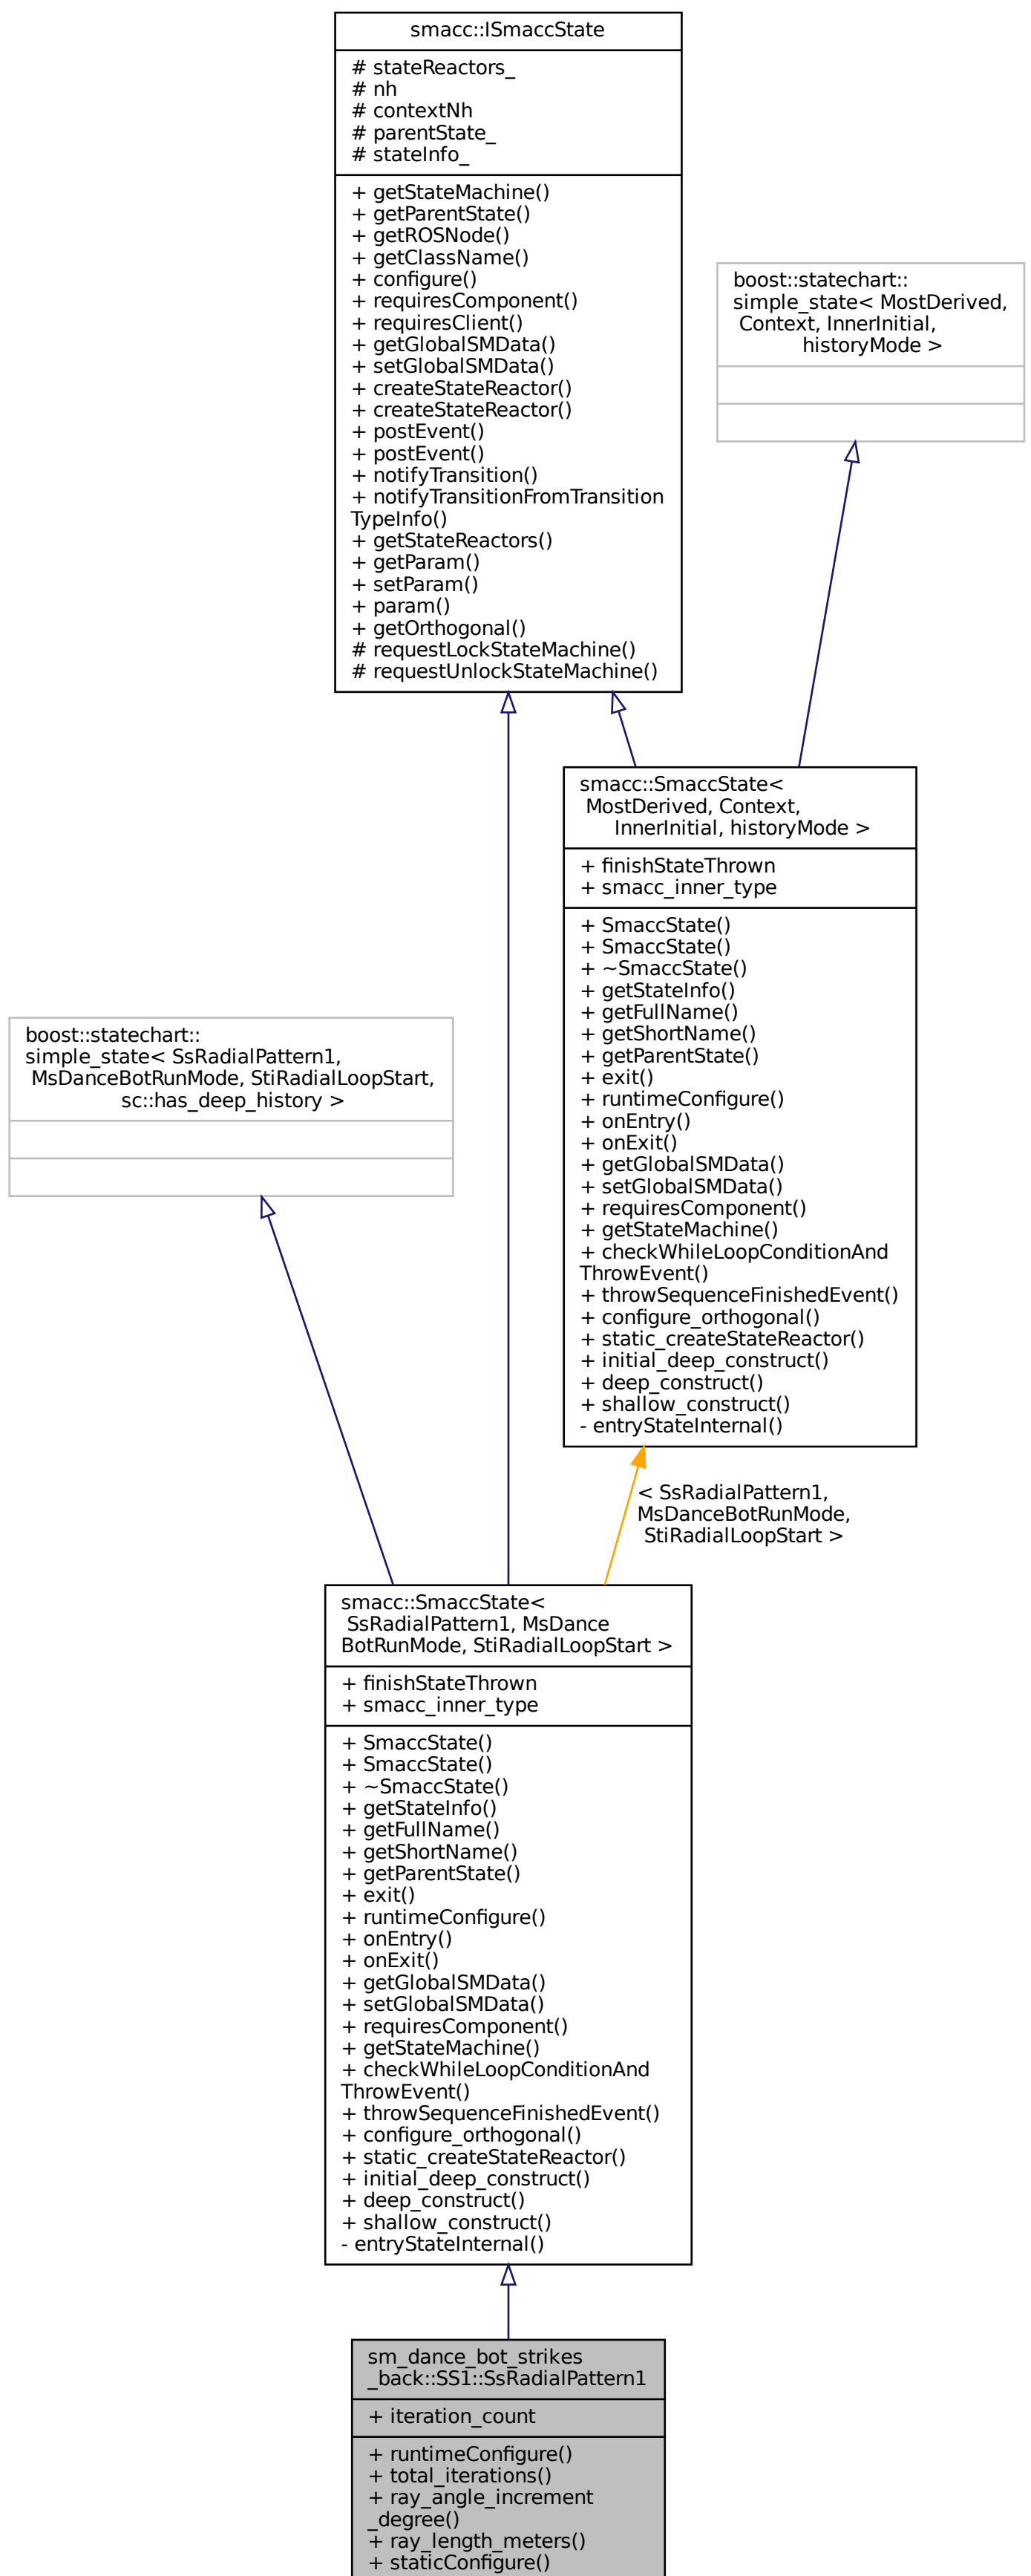 smacc::ISmaccState
# stateReactors_
# nh
# contextNh
# parentState_
# stateInfo_
+ getStateMachine()
+ getParentState()
+ getROSNode()
+ getClassName()
+ configure()
+ requiresComponent()
+ requiresClient()
+ getGlobalSMData()
+ setGlobalSMData()
+ createStateReactor()
+ createStateReactor()
+ postEvent()
+ postEvent()
+ notifyTransition()
+ notifyTransitionFromTransition
TypeInfo()
+ getStateReactors()
+ getParam()
+ setParam()
+ param()
+ getOrthogonal()
# requestLockStateMachine()
# requestUnlockStateMachine()
boost::statechart::
simple_state< MostDerived,
Context, InnerInitial,
historyMode >
smacc::SmaccState<
MostDerived, Context,
InnerInitial, historyMode >
+ finishStateThrown
+ smacc_inner_type
+ SmaccState()
+ SmaccState()
+ ~SmaccState()
+ getStateInfo()
+ getFullName()
+ getShortName()
+ getParentState()
+ exit()
+ runtimeConfigure()
+ onEntry()
+ onExit()
+ getGlobalSMData()
+ setGlobalSMData()
+ requiresComponent()
+ getStateMachine()
+ checkWhileLoopConditionAnd
ThrowEvent()
+ throwSequenceFinishedEvent()
+ configure_orthogonal()
+ static_createStateReactor()
+ initial_deep_construct()
+ deep_construct()
+ shallow_construct()
- entryStateInternal()
boost::statechart::
simple_state< SsRadialPattern1,
MsDanceBotRunMode, StiRadialLoopStart,
sc::has_deep_history >
< SsRadialPattern1,
MsDanceBotRunMode,
StiRadialLoopStart >
smacc::SmaccState<
SsRadialPattern1, MsDance
BotRunMode, StiRadialLoopStart >
+ finishStateThrown
+ smacc_inner_type
+ SmaccState()
+ SmaccState()
+ ~SmaccState()
+ getStateInfo()
+ getFullName()
+ getShortName()
+ getParentState()
+ exit()
+ runtimeConfigure()
+ onEntry()
+ onExit()
+ getGlobalSMData()
+ setGlobalSMData()
+ requiresComponent()
+ getStateMachine()
+ checkWhileLoopConditionAnd
ThrowEvent()
+ throwSequenceFinishedEvent()
+ configure_orthogonal()
+ static_createStateReactor()
+ initial_deep_construct()
+ deep_construct()
+ shallow_construct()
- entryStateInternal()
sm_dance_bot_strikes
_back::SS1::SsRadialPattern1
+ iteration_count
+ runtimeConfigure()
+ total_iterations()
+ ray_angle_increment
_degree()
+ ray_length_meters()
+ staticConfigure()